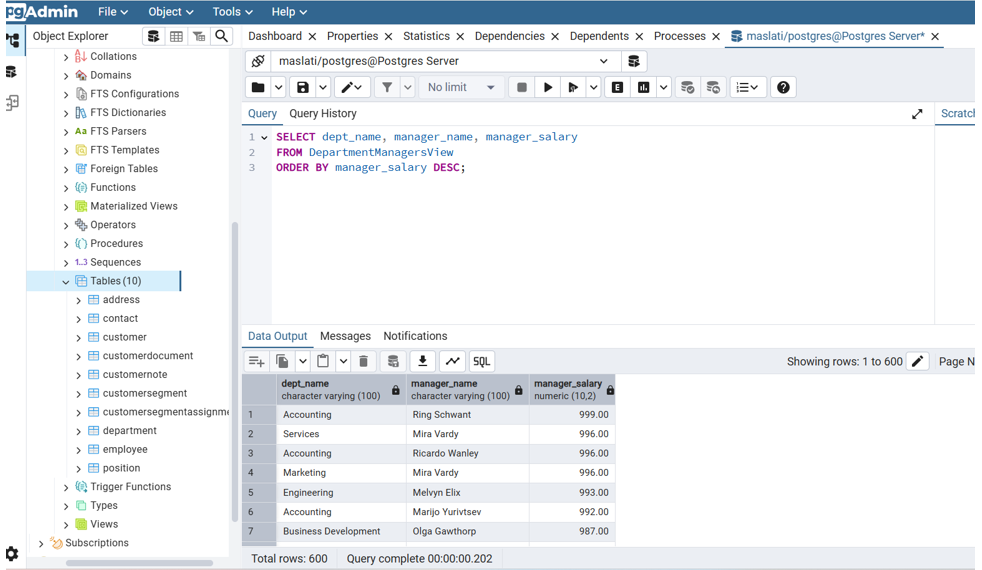 pgAdmin File Object Tools Help
Object Explorer
Dashboard Properties Statistics Dependencies Dependents Processes maslati/postgres@Postgres Server*
Collations
Domains
FTS Configurations
FTS Dictionaries
Aa FTS Parsers
FTS Templates
Foreign Tables
Functions
Materialized Views
Operators
Procedures
1..3 Sequences
Tables (10)
address
contact
customer
customerdocument
customernote
customersegment
customersegmentassignme
department
employee
position
Trigger Functions
Types
Views
Subscriptions
maslati/postgres@Postgres Server
No limit
E
Query Query History
Scratch
1 SELECT dept_name, manager_name, manager_salary
2 FROM DepartmentManagersView
3 ORDER BY manager_salary DESC;
Data Output Messages Notifications
SQL
Showing rows: 1 to 600
Page N
dept_name manager_name manager_salary
character varying (100) character varying (100) numeric (10,2)
1 Accounting Ring Schwant 999.00
2 Services Mira Vardy 996.00
3 Accounting Ricardo Wanley 996.00
4 Marketing Mira Vardy 996.00
5 Engineering Melvyn Elix 993.00
6 Accounting Marijo Yurivtsev 992.00
7 Business Development Olga Gawthorp 987.00
Total rows: 600 Query complete 00:00:00.202